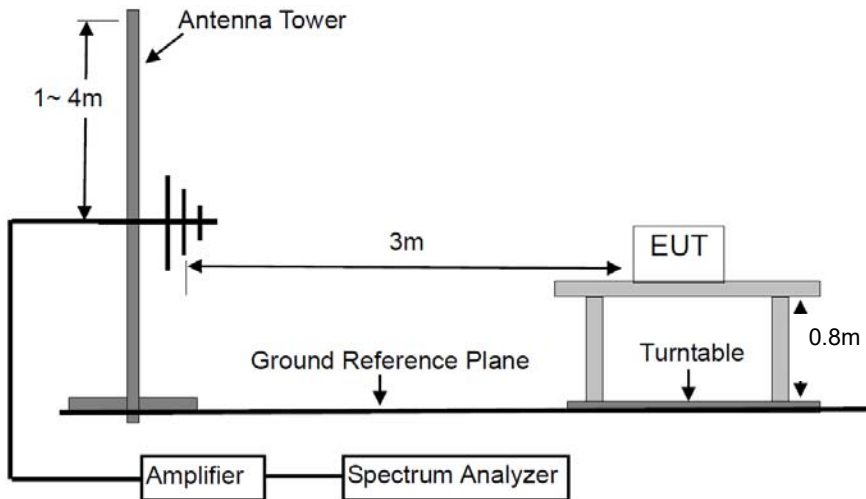 Antenna Tower
1~ 4m
3m
EUT
0.8m
Ground Reference Plane
Turntable
Amplifier
Spectrum Analyzer